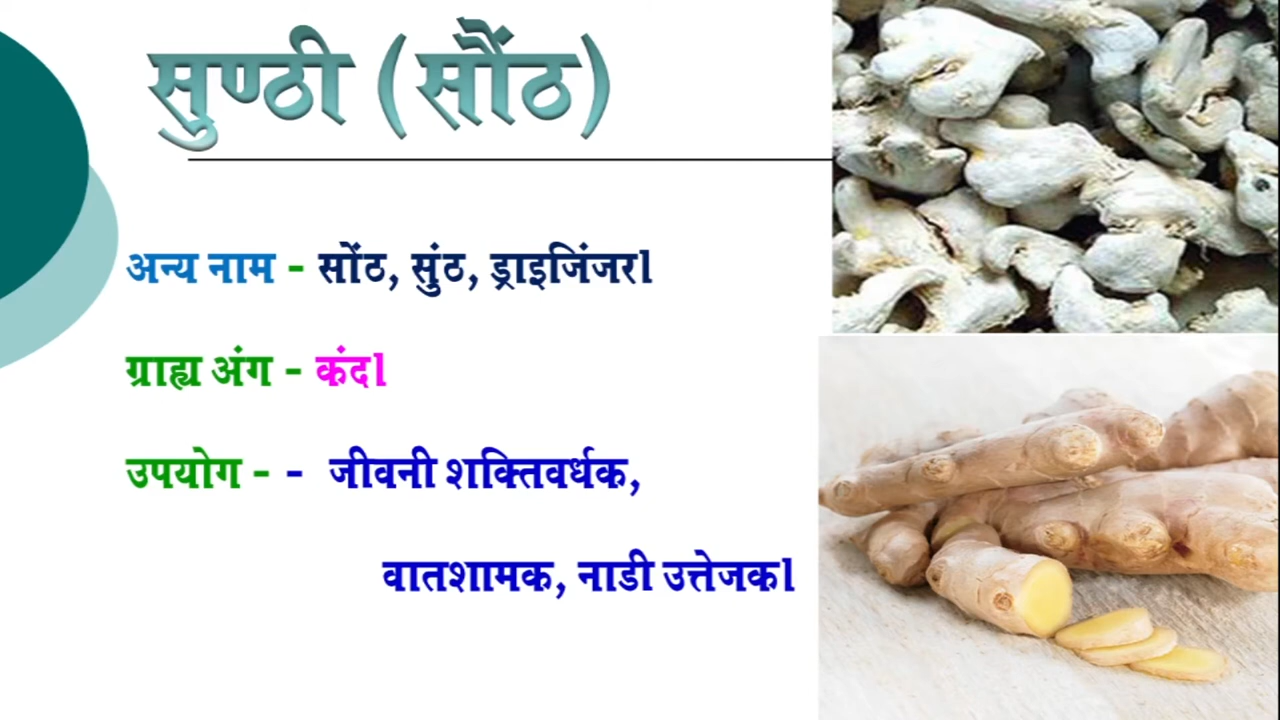 सुण्ठी (सौंठ)
अन्य नाम - सोंठ, सुंठ, ड्राइजिंजर।
ग्राह्य अंग - कंद।
उपयोग - - जीवनी शक्तिवर्धक,
वातशामक, नाडी उत्तेजक।